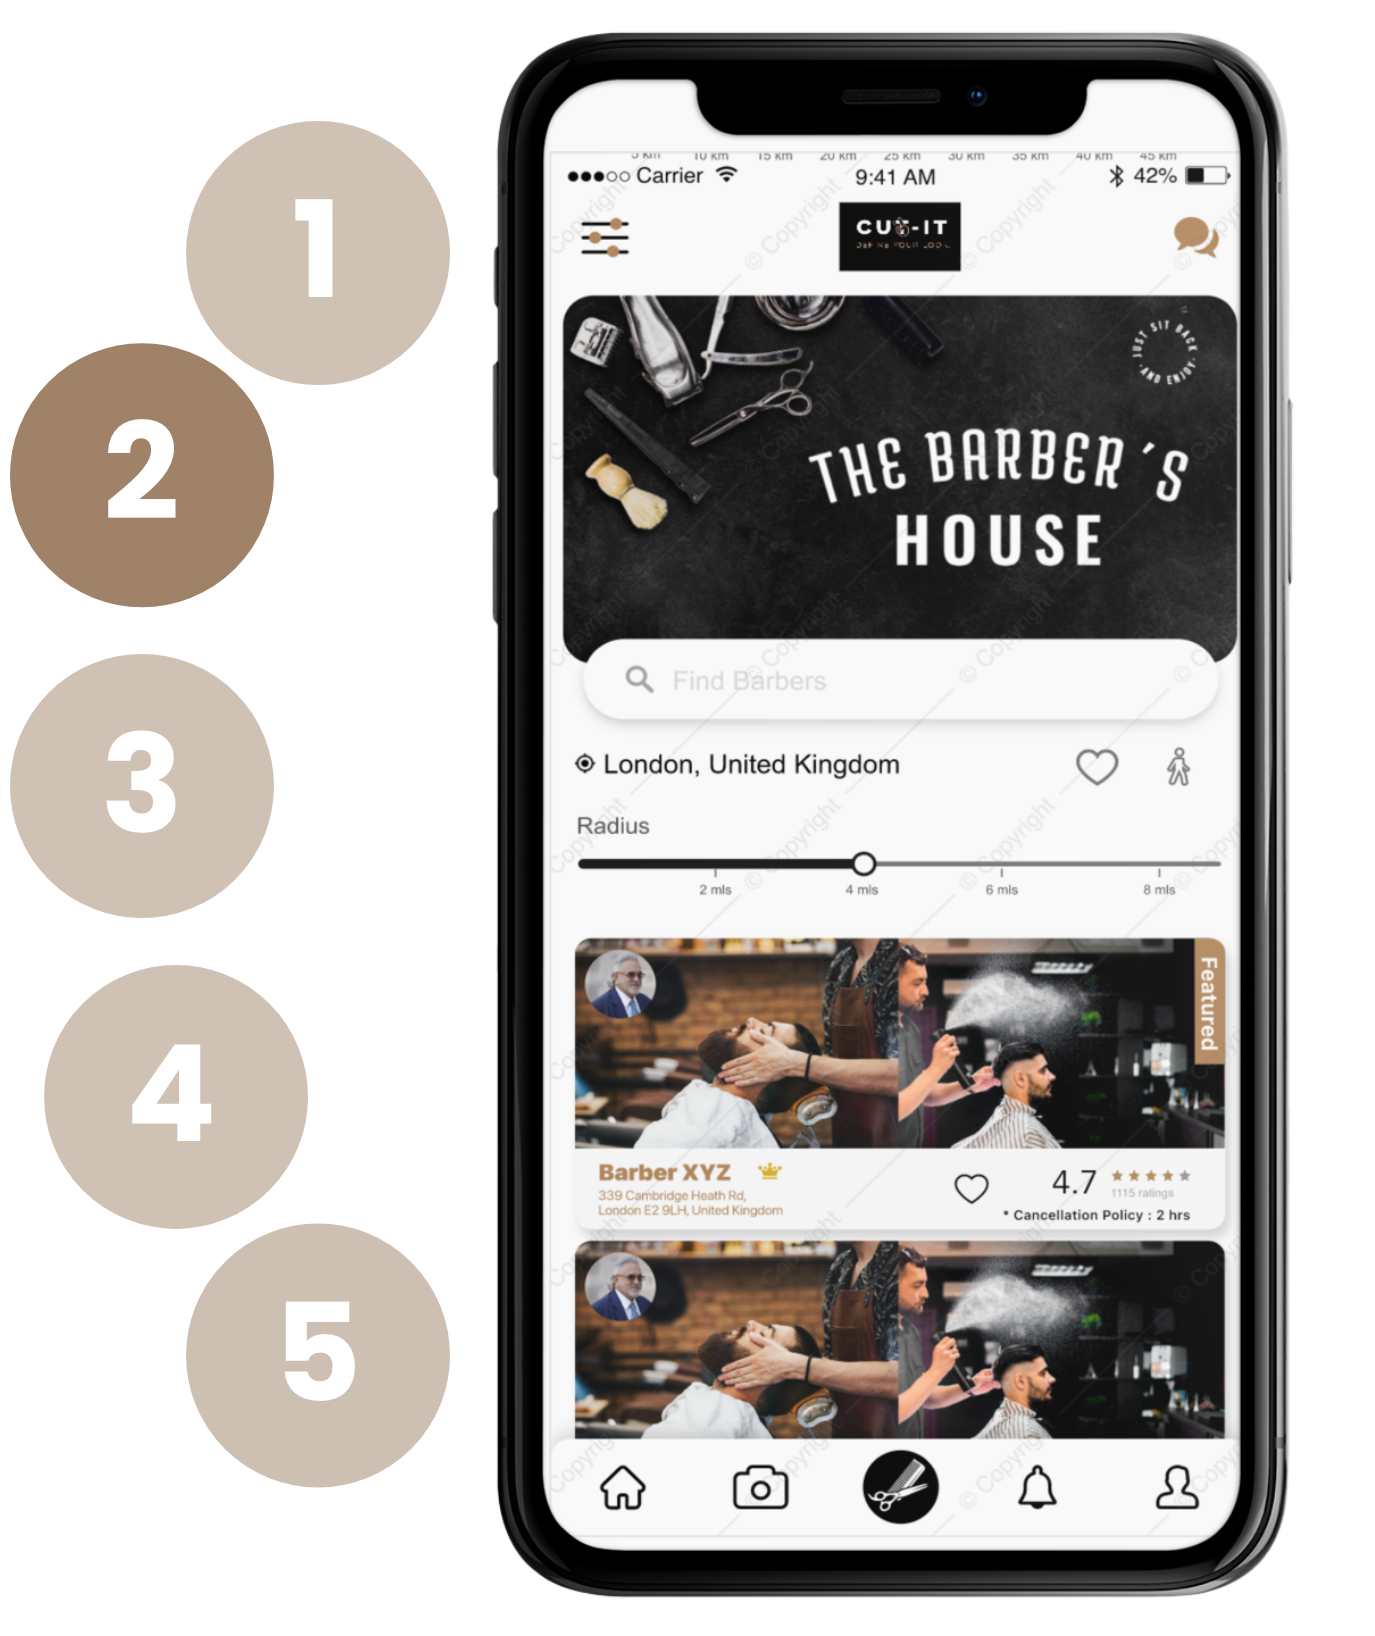 1
2
3
4
5
5 km 10 km 15 km 20 km 25 km 30 km 35 km 40 km 45 km
Carrier 9:41 AM 42%
CUT-IT
DEFINE YOUR LOOK
JUST SIT BACK
· AND ENJOY ·
THE BARBER´S
HOUSE
Find Barbers
London, United Kingdom
Radius
2 mls 4 mls 6 mls 8 mls
Featured
Barber XYZ
339 Cambridge Heath Rd,
London E2 9LH, United Kingdom
4.7
1115 ratings
* Cancellation Policy : 2 hrs
© Copyright